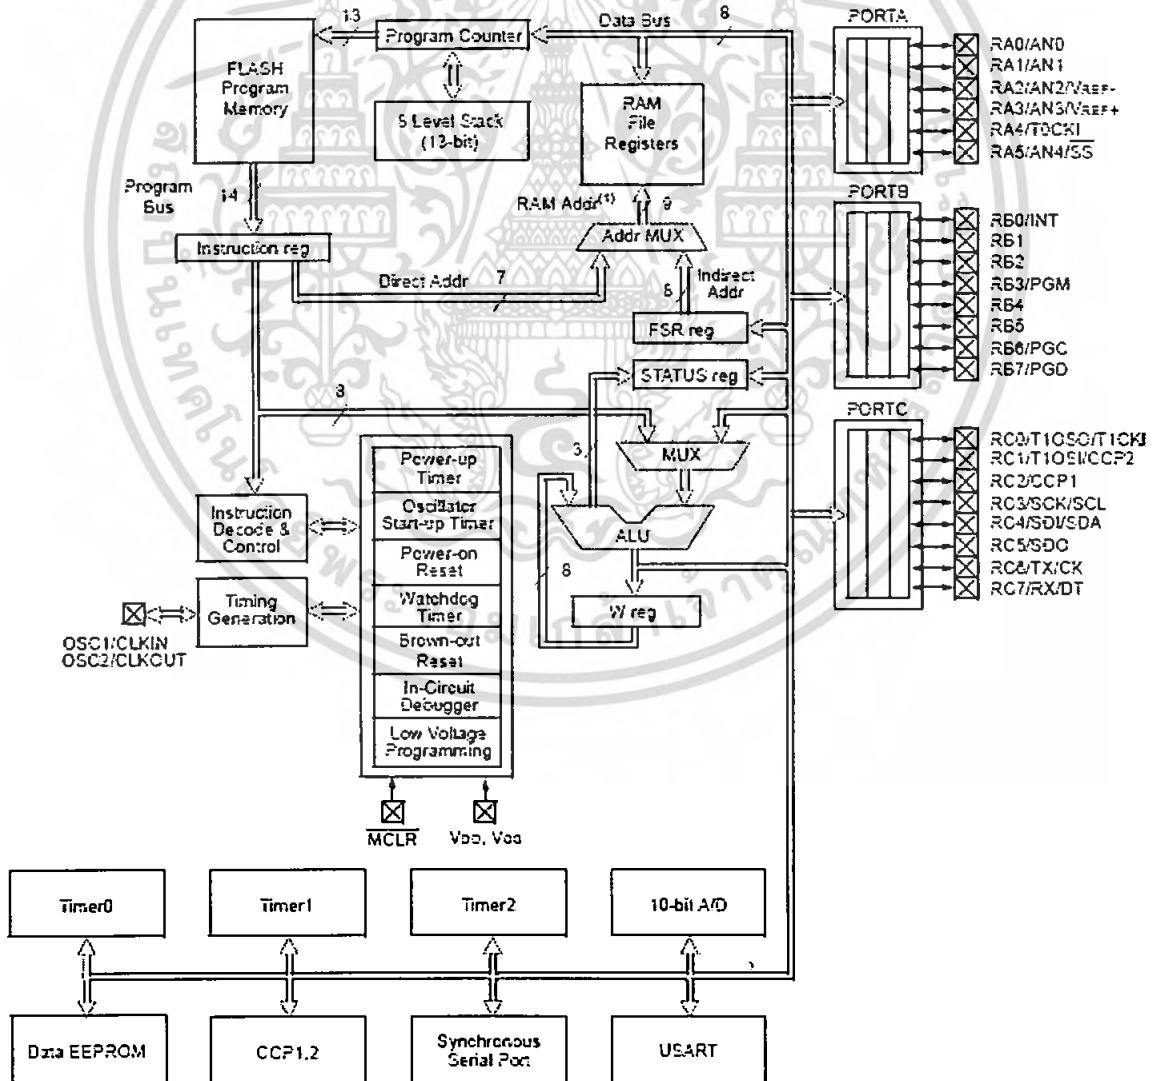 13
Data Bus
8
PORTA
FLASH
Program
Memory
Program Counter
8 Level Stack
(13-bit)
RAM
File
Registers
RA0/AN0
RA1/AN1
RA2/AN2/VREF-
RA3/AN3/VREF+
RA4/T0CKI
RA5/AN4/SS
Program
Bus
14
RAM Addr(1)
9
PORTB
Instruction reg
Addr MUX
RB0/INT
RB1
RB2
RB3/PGM
RB4
RB5
RB6/PGC
RB7/PGD
Direct Addr
7
Indirect
Addr
8
FSR reg
STATUS reg
8
PORTC
3
MUX
RC0/T1OSO/T1CKI
RC1/T1OSI/CCP2
RC2/CCP1
RC3/SCK/SCL
RC4/SDI/SDA
RC5/SDO
RC6/TX/CK
RC7/RX/DT
Power-up
Timer
Oscillator
Start-up Timer
Power-on
Reset
Watchdog
Timer
Brown-out
Reset
In-Circuit
Debugger
Low Voltage
Programming
Instruction
Decode &
Control
ALU
8
W reg
Timing
Generation
OSC1/CLKIN
OSC2/CLKOUT
MCLR
VDD, VSS
Timer0
Timer1
Timer2
10-bit A/D
Data EEPROM
CCP1,2
Synchronous
Serial Port
USART